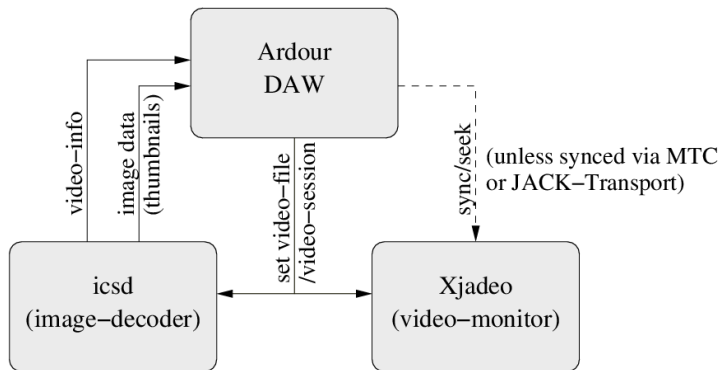 Ardour
DAW
video−info
image data
(thumbnails)
set video−file
/video−session
sync/seek
(unless synced via MTC
or JACK−Transport)
icsd
(image−decoder)
Xjadeo
(video−monitor)